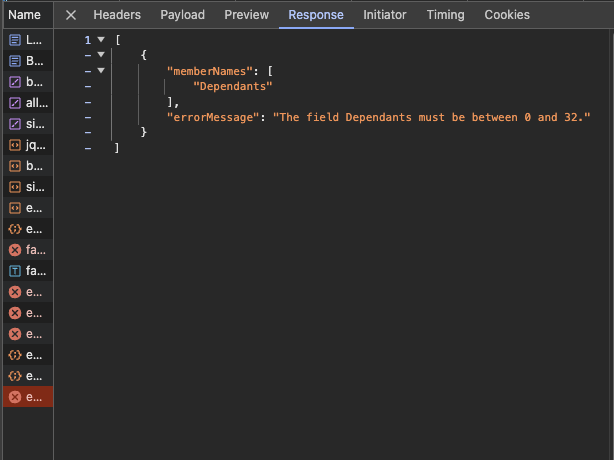 Name
Headers Payload Preview Response Initiator Timing Cookies
L...
B...
b...
all...
si...
jq...
b...
si...
e...
e...
fa...
fa...
e...
e...
e...
e...
e...
e...
1 [
- {
- "memberNames": [
- "Dependants"
- ],
- "errorMessage": "The field Dependants must be between 0 and 32."
- }
- ]